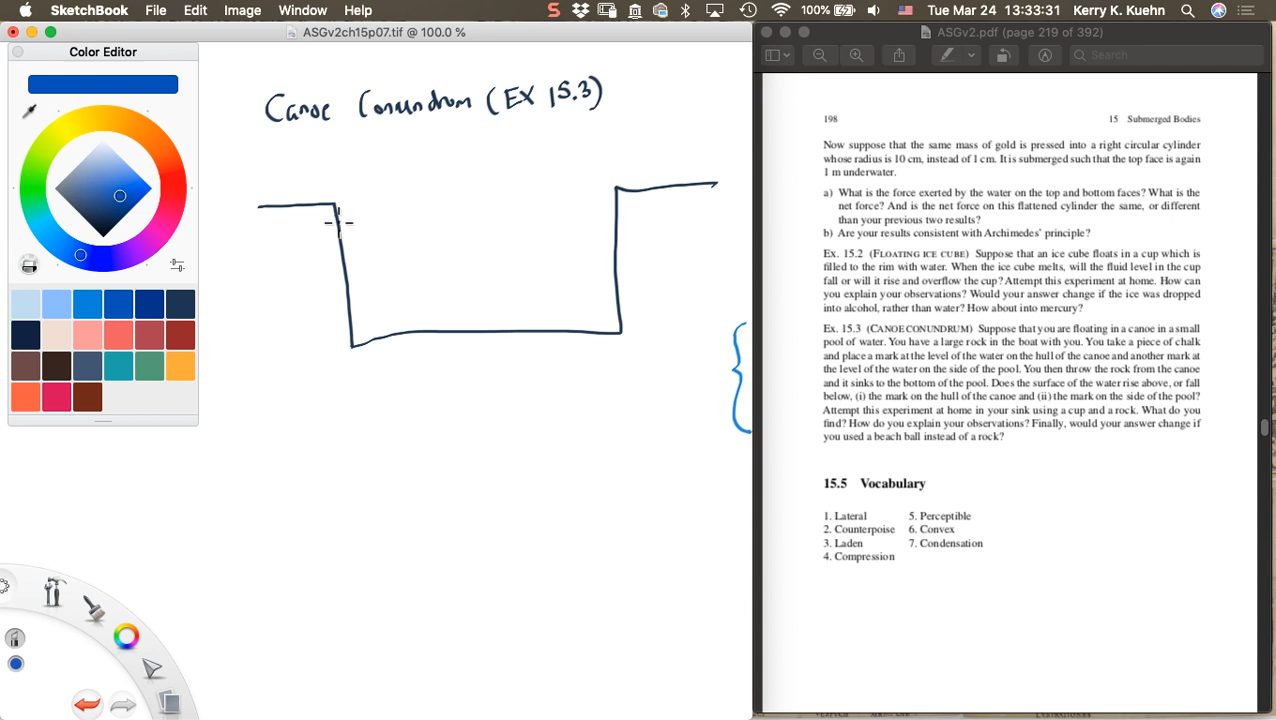 SketchBook File Edit Image Window Help 100% Tue Mar 24 13:33:31 Kerry K. Kuehn
ASGv2ch15p07.tif @ 100.0 %
ASGv2.pdf (page 219 of 392)
Color Editor
Search
Canoe Conundrum (EX 15.3)
198 15 Submerged Bodies
Now suppose that the same mass of gold is pressed into a right circular cylinder
whose radius is 10 cm, instead of 1 cm. It is submerged such that the top face is again
1 m underwater.
a) What is the force exerted by the water on the top and bottom faces? What is the
net force? And is the net force on this flattened cylinder the same, or different
than your previous two results?
b) Are your results consistent with Archimedes' principle?
Ex. 15.2 (FLOATING ICE CUBE) Suppose that an ice cube floats in a cup which is
filled to the rim with water. When the ice cube melts, will the fluid level in the cup
fall or will it rise and overflow the cup? Attempt this experiment at home. How can
you explain your observations? Would your answer change if the ice was dropped
into alcohol, rather than water? How about into mercury?
Ex. 15.3 (CANOE CONUNDRUM) Suppose that you are floating in a canoe in a small
pool of water. You have a large rock in the boat with you. You take a piece of chalk
and place a mark at the level of the water on the hull of the canoe and another mark at
the level of the water on the side of the pool. You then throw the rock from the canoe
and it sinks to the bottom of the pool. Does the surface of the water rise above, or fall
below, (i) the mark on the hull of the canoe and (ii) the mark on the side of the pool?
Attempt this experiment at home in your sink using a cup and a rock. What do you
find? How do you explain your observations? Finally, would your answer change if
you used a beach ball instead of a rock?
15.5 Vocabulary
1. Lateral 5. Perceptible
2. Counterpoise 6. Convex
3. Laden 7. Condensation
4. Compression